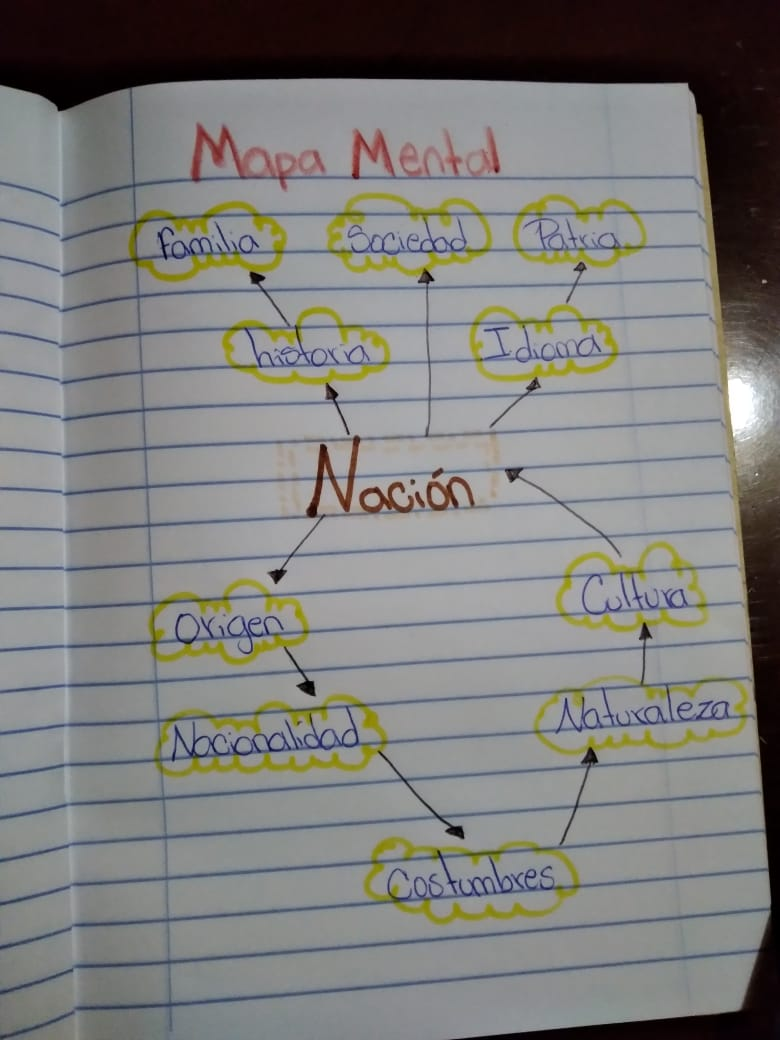 Mapa Mental
familia
Sociedad
Patria
historia
Idioma
Nación
Origen
Cultura
Nacionalidad
Naturaleza
Costumbres